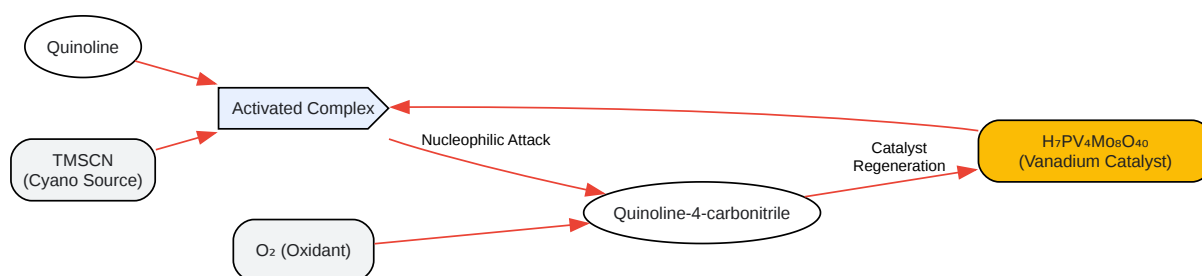 Quinoline
Activated Complex
TMSCN
(Cyano Source)
Nucleophilic Attack
Catalyst
Regeneration
H₇PV₄Mo₈O₄₀
(Vanadium Catalyst)
Quinoline-4-carbonitrile
O₂ (Oxidant)